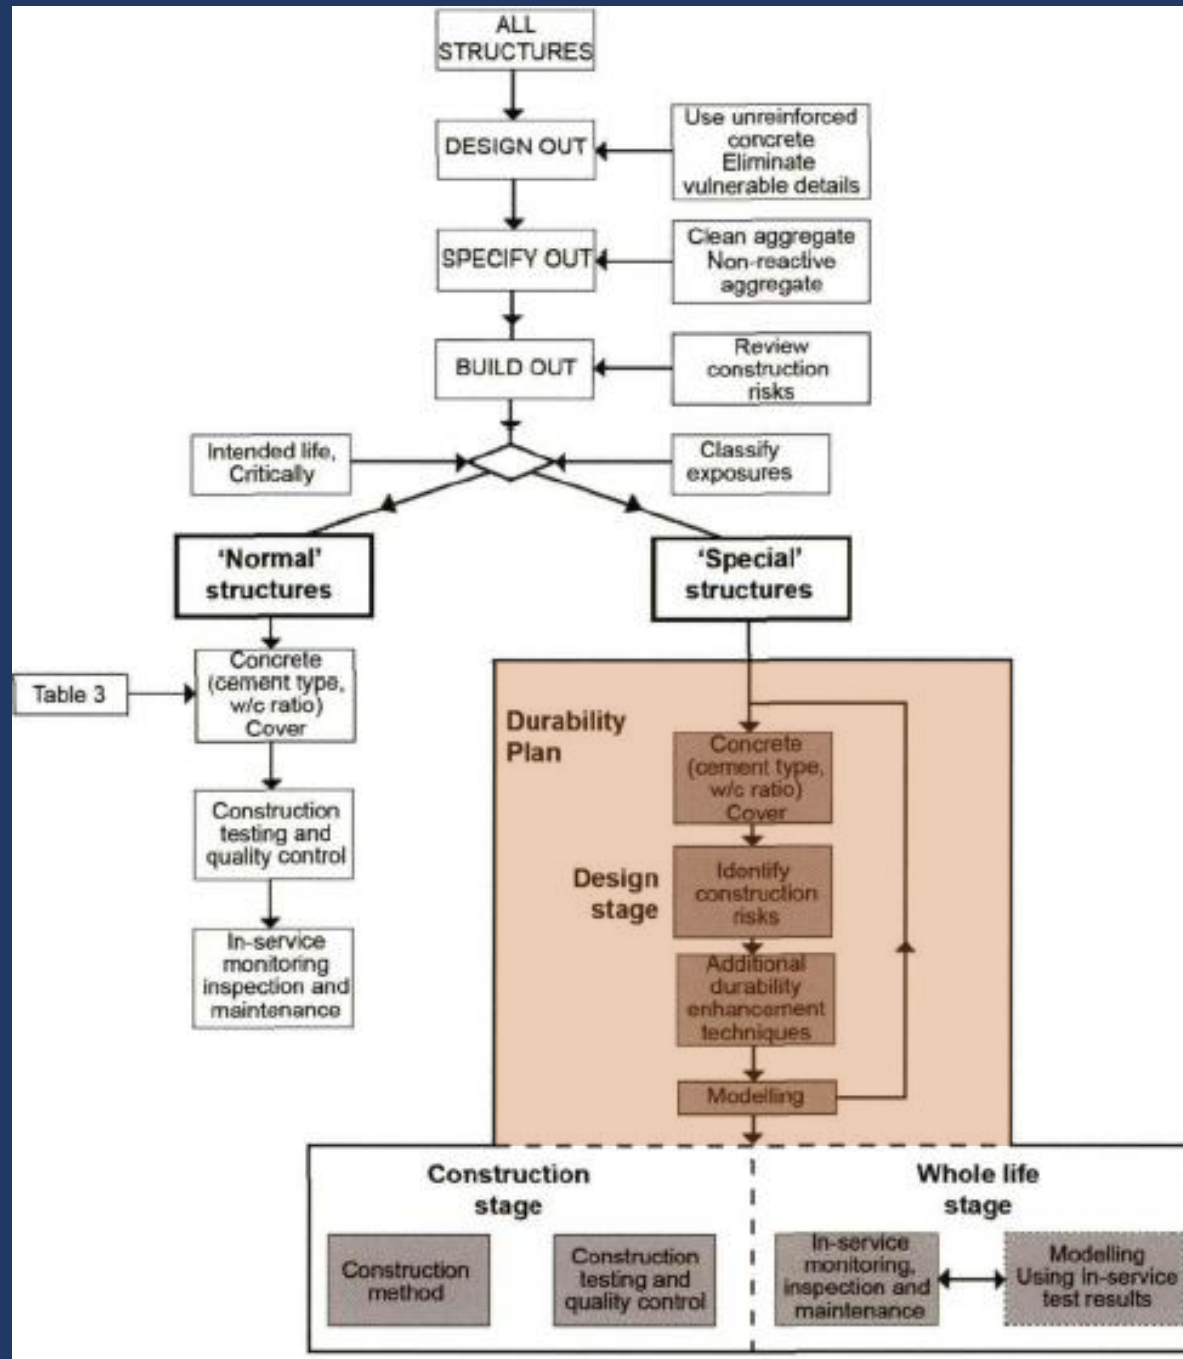 ALL
STRUCTURES
DESIGN OUT
Use unreinforced
concrete
Eliminate
vulnerable details
SPECIFY OUT
Clean aggregate
Non-reactive
aggregate
BUILD OUT
Review
construction
risks
Intended life,
Critically
Classify
exposures
'Normal'
structures
'Special'
structures
Table 3
Concrete
(cement type,
w/c ratio)
Cover
Construction
testing and
quality control
In-service
monitoring
inspection and
maintenance
Durability
Plan
Concrete
(cement type,
w/c ratio)
Cover
Design
stage
Identify
construction
risks
Additional
durability
enhancement
techniques
Modelling
Construction
stage
Construction
method
Construction
testing and
quality control
Whole life
stage
In-service
monitoring,
inspection and
maintenance
Modelling
Using In-service
test results